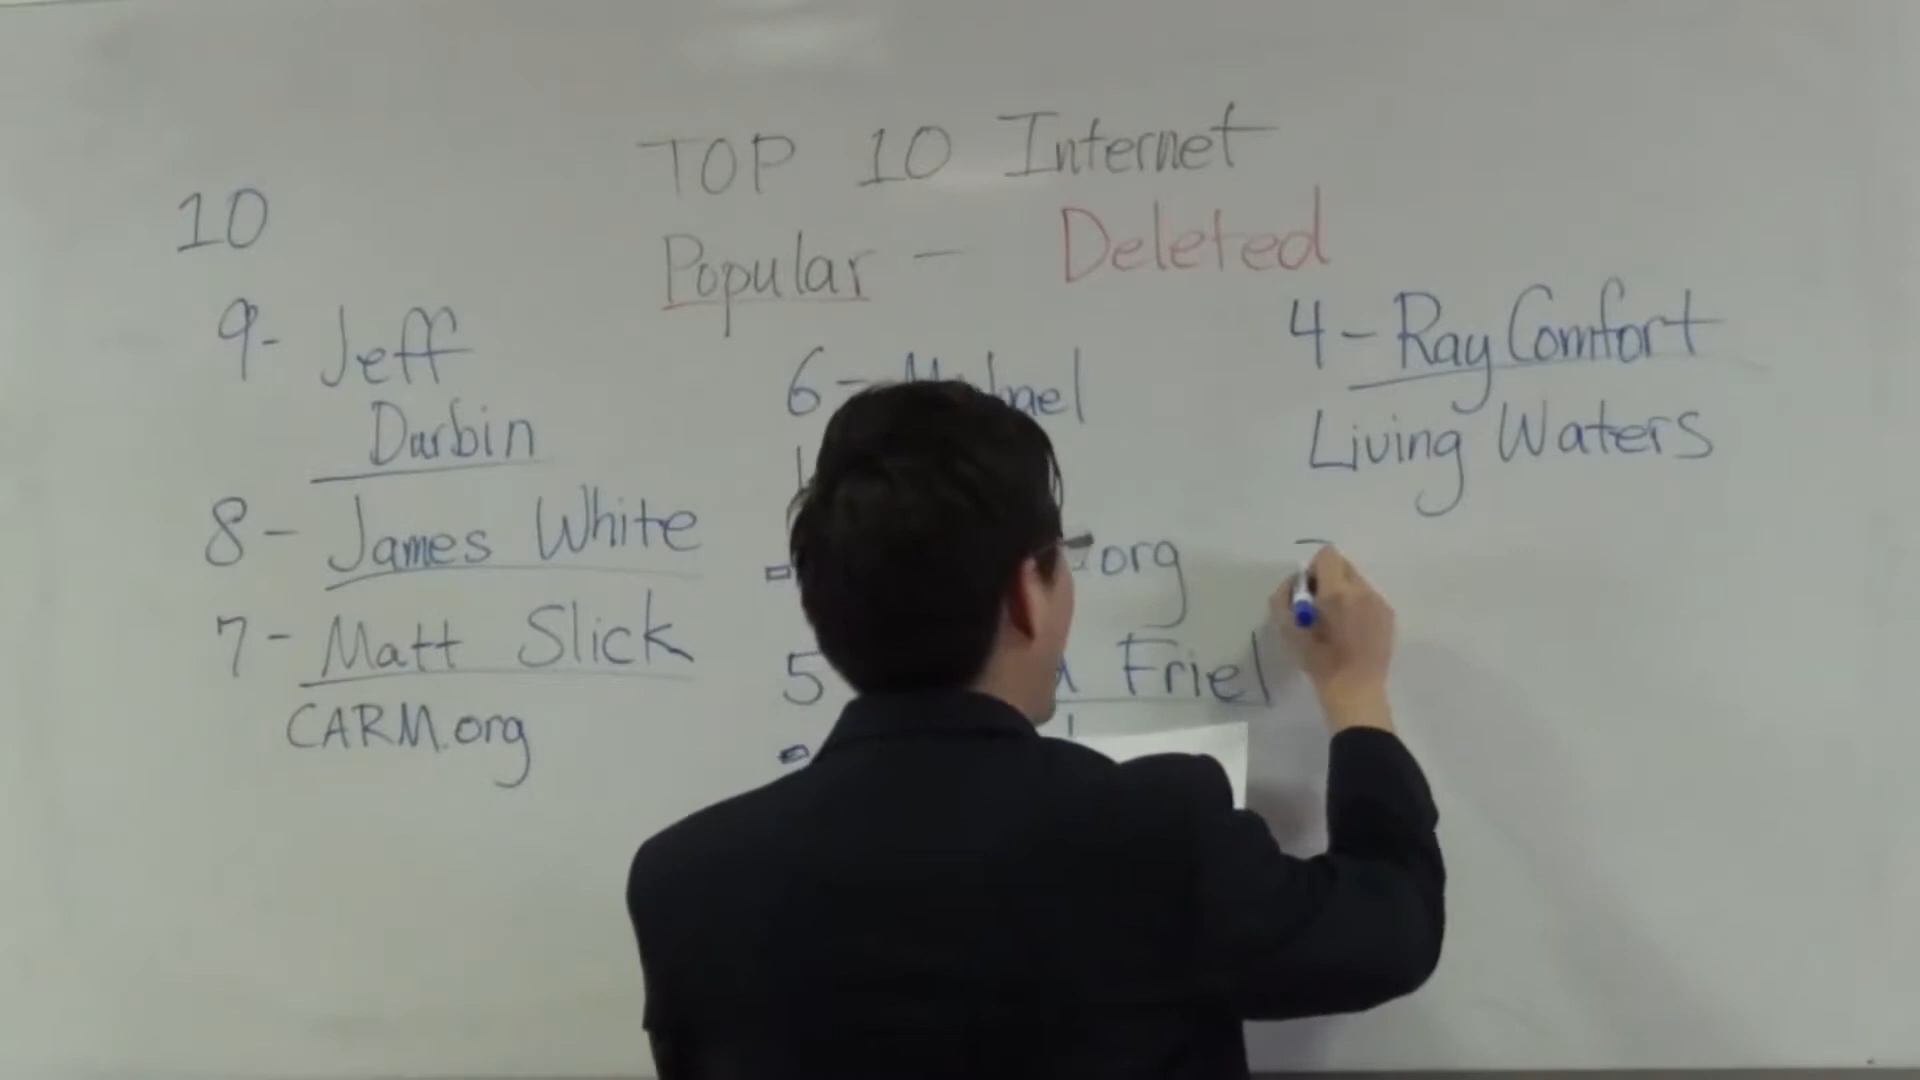 TOP 10 Internet
Popular - Deleted
10
9- Jeff
Durbin
8- James White
7- Matt Slick
CARM.org
6- Michael
.org
5
Friel
4- Ray Comfort
Living Waters